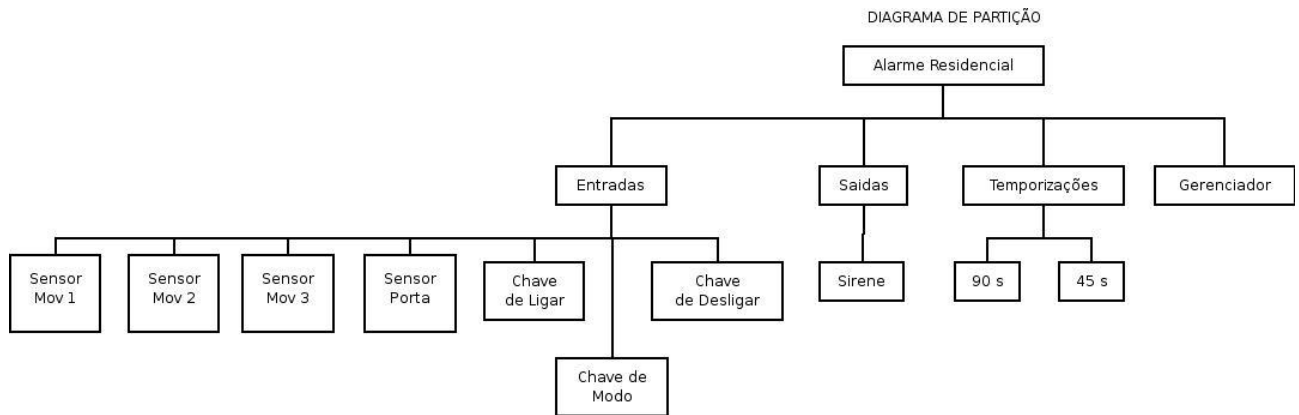 DIAGRAMA DE PARTIÇÃO
Alarme Residencial
Entradas
Saidas
Temporizações
Gerenciador
Sensor
Mov 1
Sensor
Mov 2
Sensor
Mov 3
Sensor
Porta
Chave
de Ligar
Chave
de Desligar
Sirene
90 s
45 s
Chave de
Modo